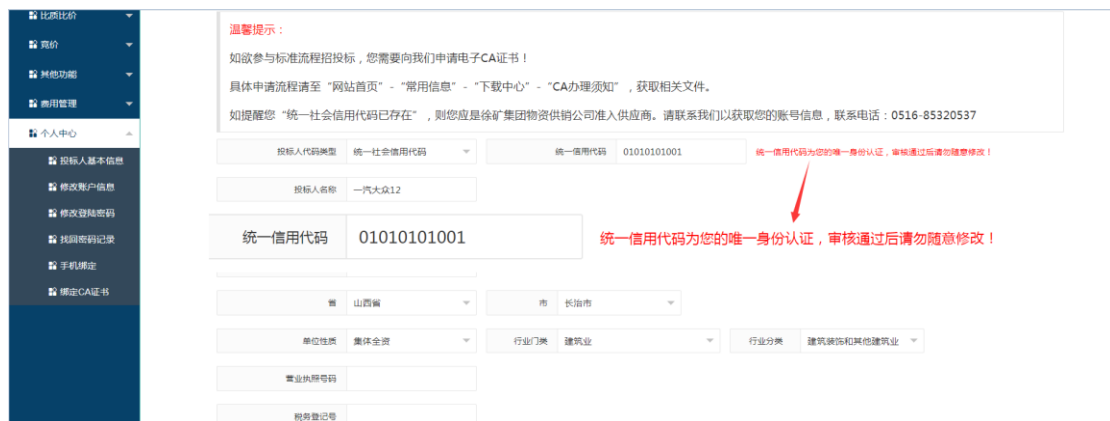 比质比价
竞价
其他功能
费用管理
个人中心
投标人基本信息
修改账户信息
修改登陆密码
找回密码记录
手机绑定
绑定CA证书
温馨提示：
如欲参与标准流程招投标，您需要向我们申请电子CA证书！
具体申请流程请至“网站首页”-“常用信息”-“下载中心”-“CA办理须知”，获取相关文件。
如提醒您“统一社会信用代码已存在”，则您应是徐矿集团物资供销公司准入供应商。请联系我们以获取您的账号信息，联系电话：0516-85320537
投标人代码类型 统一社会信用代码 统一信用代码 01010101001 统一信用代码为您的唯一身份认证，审核通过后请勿随意修改！
投标人名称 一汽大众12
统一信用代码 01010101001 统一信用代码为您的唯一身份认证，审核通过后请勿随意修改！
省 山西省 市 长治市
单位性质 集体全资 行业门类 建筑业 行业分类 建筑装饰和其他建筑业
营业执照号码
税务登记号